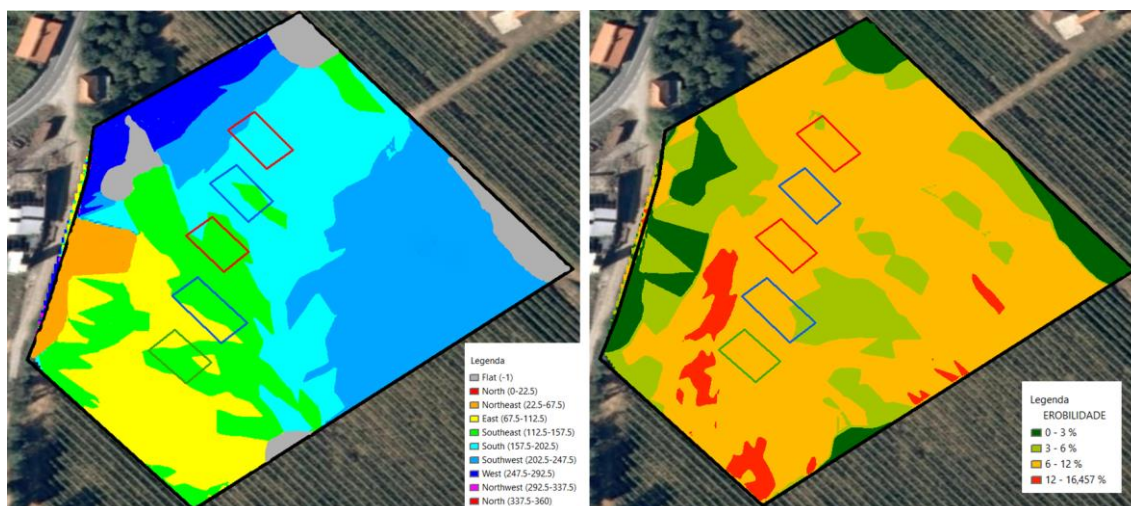 Legenda
Flat (-1)
North (0-22.5)
Northeast (22.5-67.5)
East (67.5-112.5)
Southeast (112.5-157.5)
South (157.5-202.5)
Southwest (202.5-247.5)
West (247.5-292.5)
Northwest (292.5-337.5)
North (337.5-360)
Legenda
EROBILIDADE
0 - 3 %
3 - 6 %
6 - 12 %
12 - 16,457 %